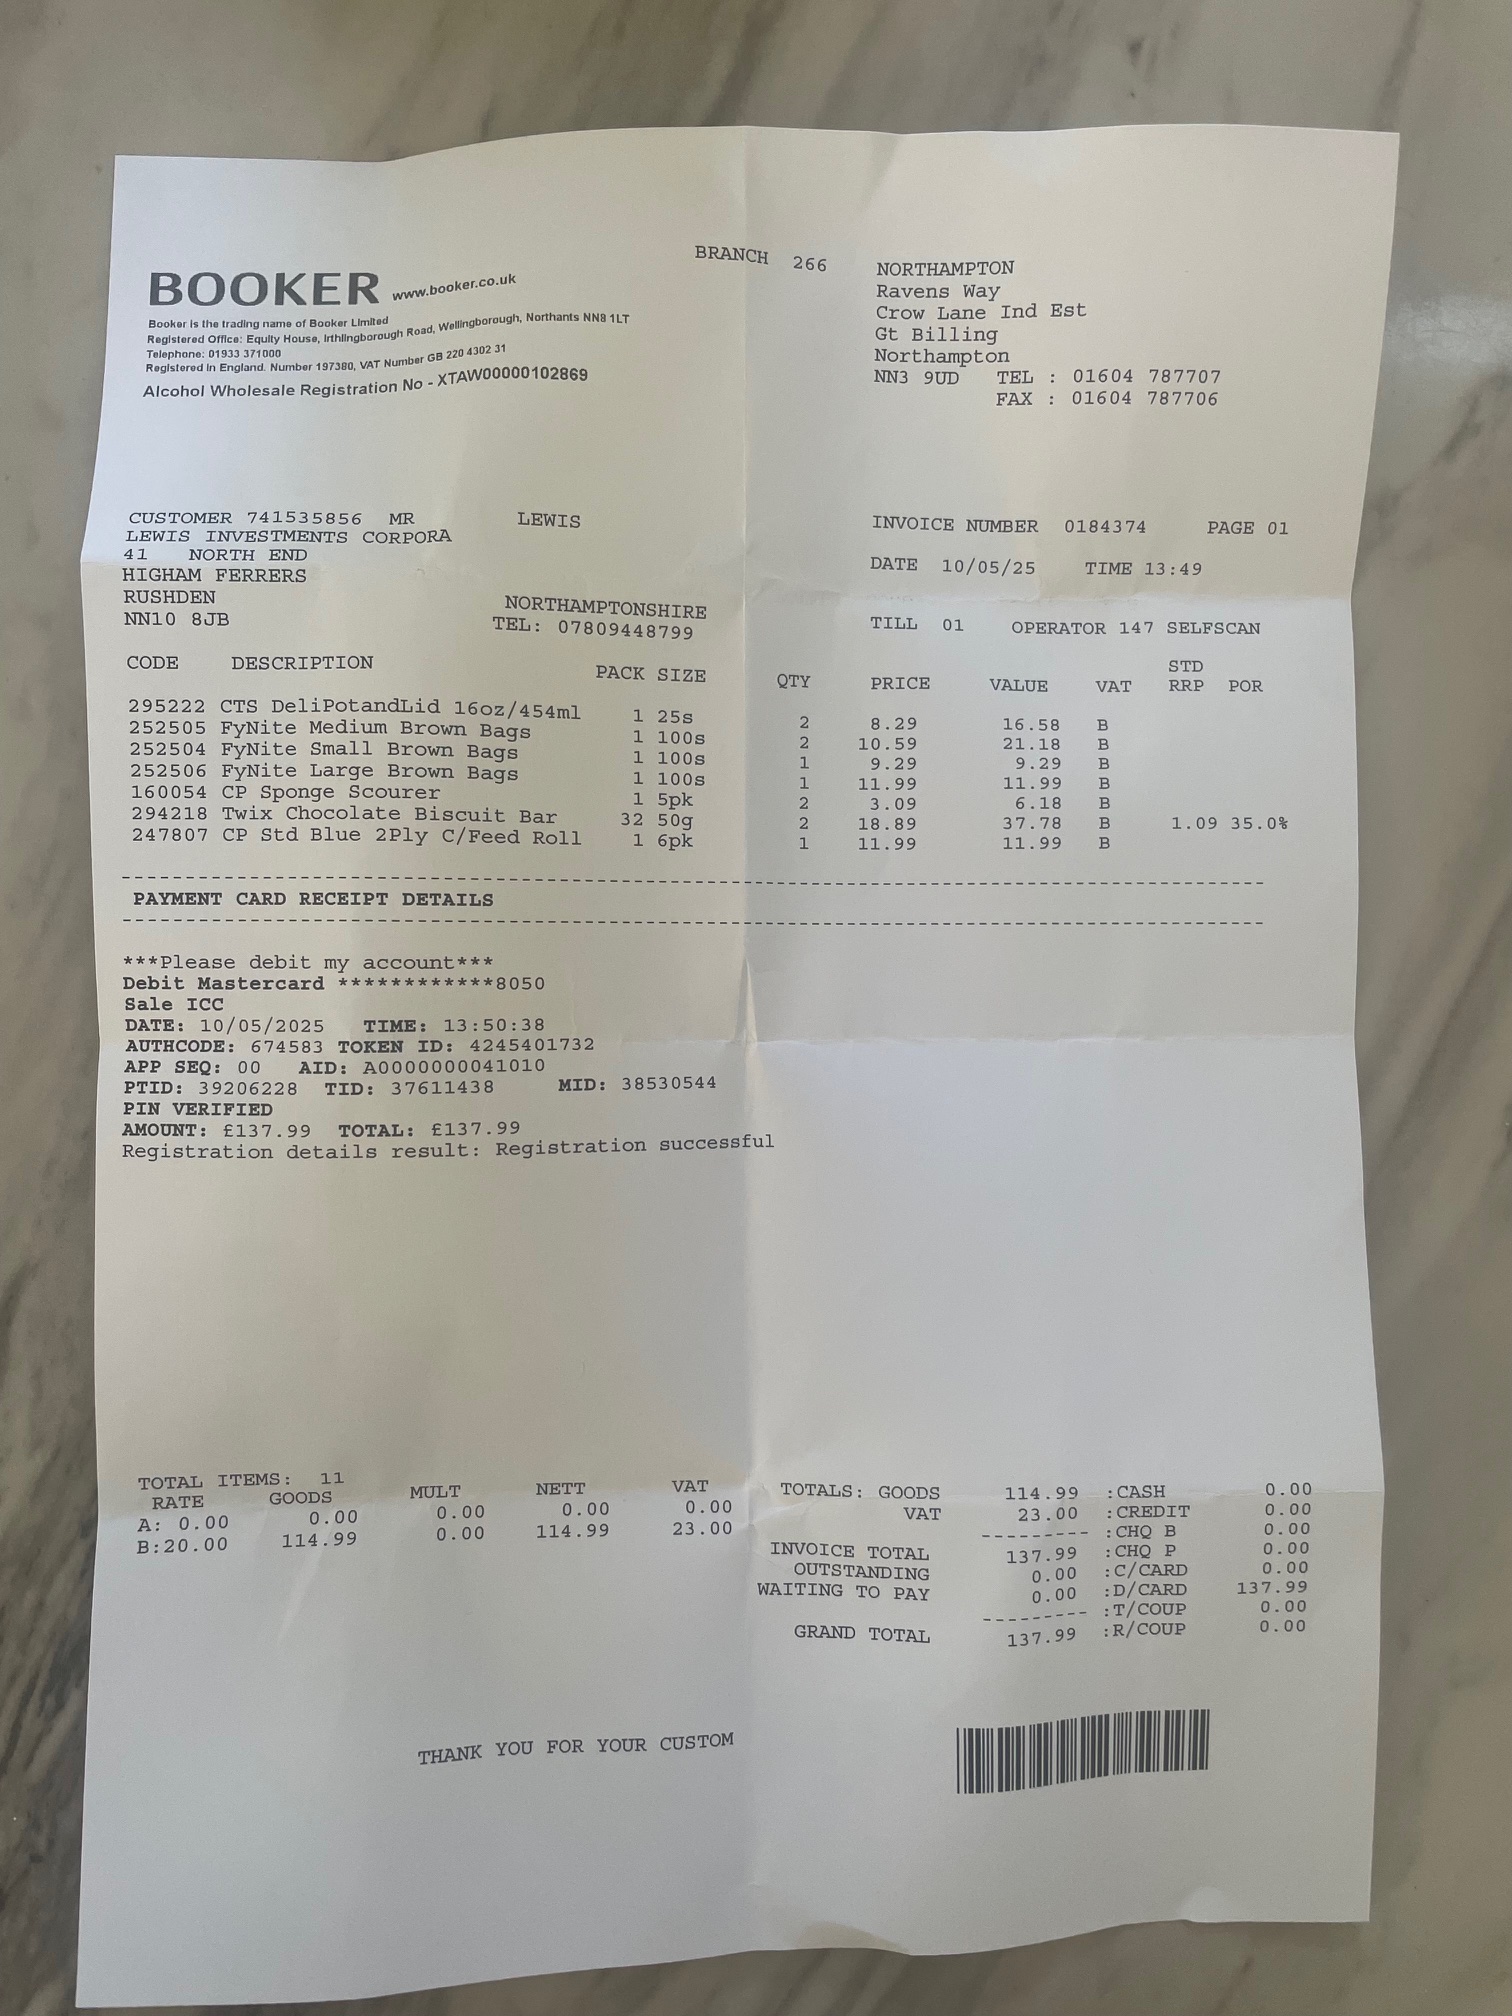 BRANCH 266
BOOKER www.booker.co.uk
Booker is the trading name of Booker Limited
Registered Office: Equity House, Irthlingborough Road, Wellingborough, Northants NN8 1LT
Telephone: 01933 371000
Registered in England. Number 197380, VAT Number GB 220 4302 31
Alcohol Wholesale Registration No - XTAW00000102869
NORTHAMPTON
Ravens Way
Crow Lane Ind Est
Gt Billing
Northampton
NN3 9UD TEL : 01604 787707
FAX : 01604 787706
CUSTOMER 741535856 MR LEWIS
LEWIS INVESTMENTS CORPORA
41 NORTH END
HIGHAM FERRERS
RUSHDEN NORTHAMPTONSHIRE
NN10 8JB TEL: 07809448799
INVOICE NUMBER 0184374 PAGE 01
DATE 10/05/25 TIME 13:49
TILL 01 OPERATOR 147 SELFSCAN
CODE DESCRIPTION PACK SIZE QTY PRICE VALUE VAT STD RRP POR
295222 CTS DeliPotandLid 16oz/454ml 1 25s 2 8.29 16.58 B
252505 FyNite Medium Brown Bags 1 100s 2 10.59 21.18 B
252504 FyNite Small Brown Bags 1 100s 1 9.29 9.29 B
252506 FyNite Large Brown Bags 1 100s 1 11.99 11.99 B
160054 CP Sponge Scourer 1 5pk 2 3.09 6.18 B
294218 Twix Chocolate Biscuit Bar 32 50g 2 18.89 37.78 B 1.09 35.0%
247807 CP Std Blue 2Ply C/Feed Roll 1 6pk 1 11.99 11.99 B
PAYMENT CARD RECEIPT DETAILS
***Please debit my account***
Debit Mastercard ************8050
Sale ICC
DATE: 10/05/2025 TIME: 13:50:38
AUTHCODE: 674583 TOKEN ID: 4245401732
APP SEQ: 00 AID: A0000000041010
PTID: 39206228 TID: 37611438 MID: 38530544
PIN VERIFIED
AMOUNT: £137.99 TOTAL: £137.99
Registration details result: Registration successful
TOTAL ITEMS: 11
RATE GOODS MULT NETT VAT
A: 0.00 0.00 0.00 0.00 0.00
B:20.00 114.99 0.00 114.99 23.00
TOTALS: GOODS 114.99 :CASH 0.00
VAT 23.00 :CREDIT 0.00
--------- :CHQ B 0.00
INVOICE TOTAL 137.99 :CHQ P 0.00
OUTSTANDING 0.00 :C/CARD 0.00
WAITING TO PAY 0.00 :D/CARD 137.99
--------- :T/COUP 0.00
GRAND TOTAL 137.99 :R/COUP 0.00
THANK YOU FOR YOUR CUSTOM